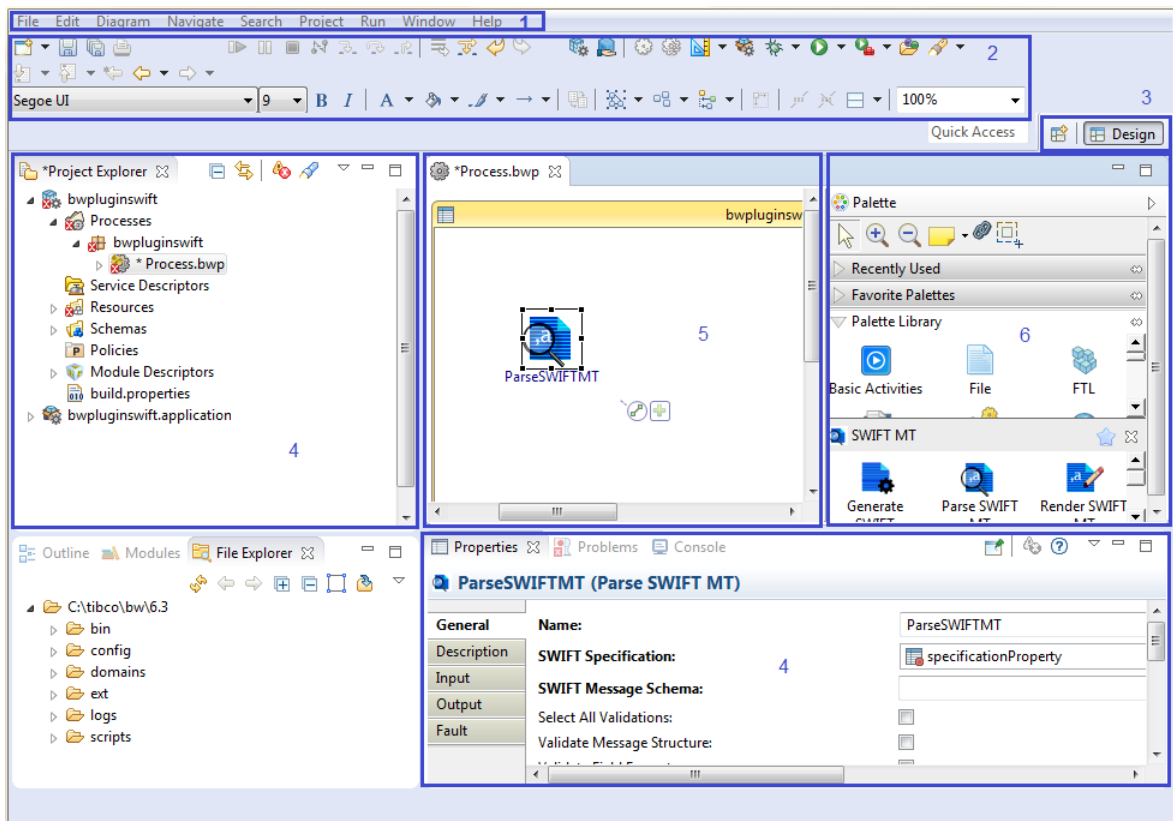 File Edit Diagram Navigate Search Project Run Window Help 1
2
Segoe UI 9 B I A 100%
3
Quick Access Design
*Project Explorer
bwpluginswift
Processes
bwpluginswift
* Process.bwp
Service Descriptors
Resources
Schemas
Policies
Module Descriptors
build.properties
bwpluginswift.application
4
*Process.bwp
bwpluginsw
ParseSWIFTMT
5
Palette
Recently Used
Favorite Palettes
Palette Library
6
Basic Activities File FTL
SWIFT MT
Generate Parse SWIFT Render SWIFT
Outline Modules File Explorer
C:\tibco\bw\6.3
bin
config
domains
ext
logs
scripts
Properties Problems Console
ParseSWIFTMT (Parse SWIFT MT)
General
Description
Input
Output
Fault
Name: ParseSWIFTMT
SWIFT Specification: specificationProperty
4
SWIFT Message Schema:
Select All Validations:
Validate Message Structure: